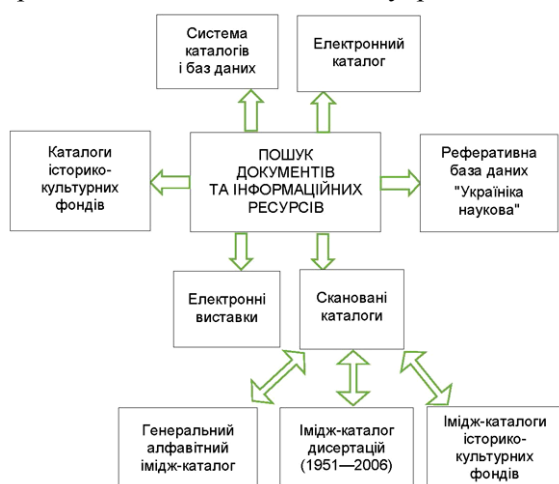 Система
каталогів
і баз даних
Електронний
каталог
Каталоги
історико-
культурних
фондів
ПОШУК
ДОКУМЕНТІВ
ТА ІНФОРМАЦІЙНИХ
РЕСУРСІВ
Реферативна
база даних
"Україніка
наукова"
Електронні
виставки
Скановані
каталоги
Генеральний
алфавітний
імідж-каталог
Імідж-каталог
дисертацій
(1951—2006)
Імідж-каталоги
історико-
культурних
фондів